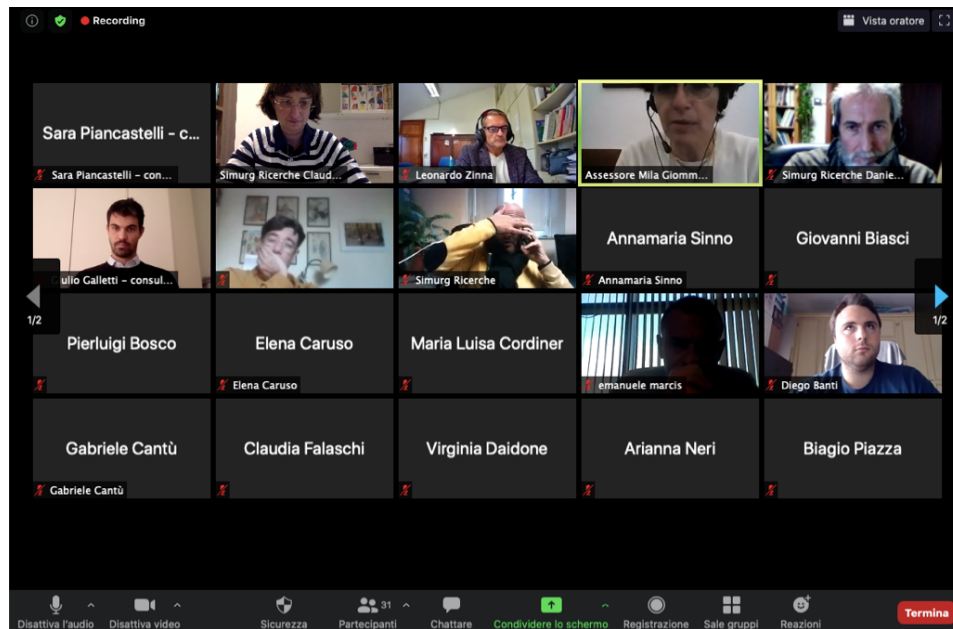 Recording
Vista oratore
Sara Piancastelli - c...
Sara Piancastelli - con...
Simurg Ricerche Claud...
Leonardo Zinna
Assessore Mila Giomm...
Simurg Ricerche Danie...
Giulio Galletti - consul...
Simurg Ricerche
Annamaria Sinno
Annamaria Sinno
Giovanni Biasci
1/2
1/2
Pierluigi Bosco
Elena Caruso
Elena Caruso
Maria Luisa Cordiner
emanuele marcis
Diego Banti
Gabriele Cantù
Gabriele Cantù
Claudia Falaschi
Virginia Daidone
Arianna Neri
Biagio Piazza
Disattiva l'audio
Disattiva video
Sicurezza
Partecipanti
31
Chattare
Condividere lo schermo
Registrazione
Sale gruppi
Reazioni
Termina